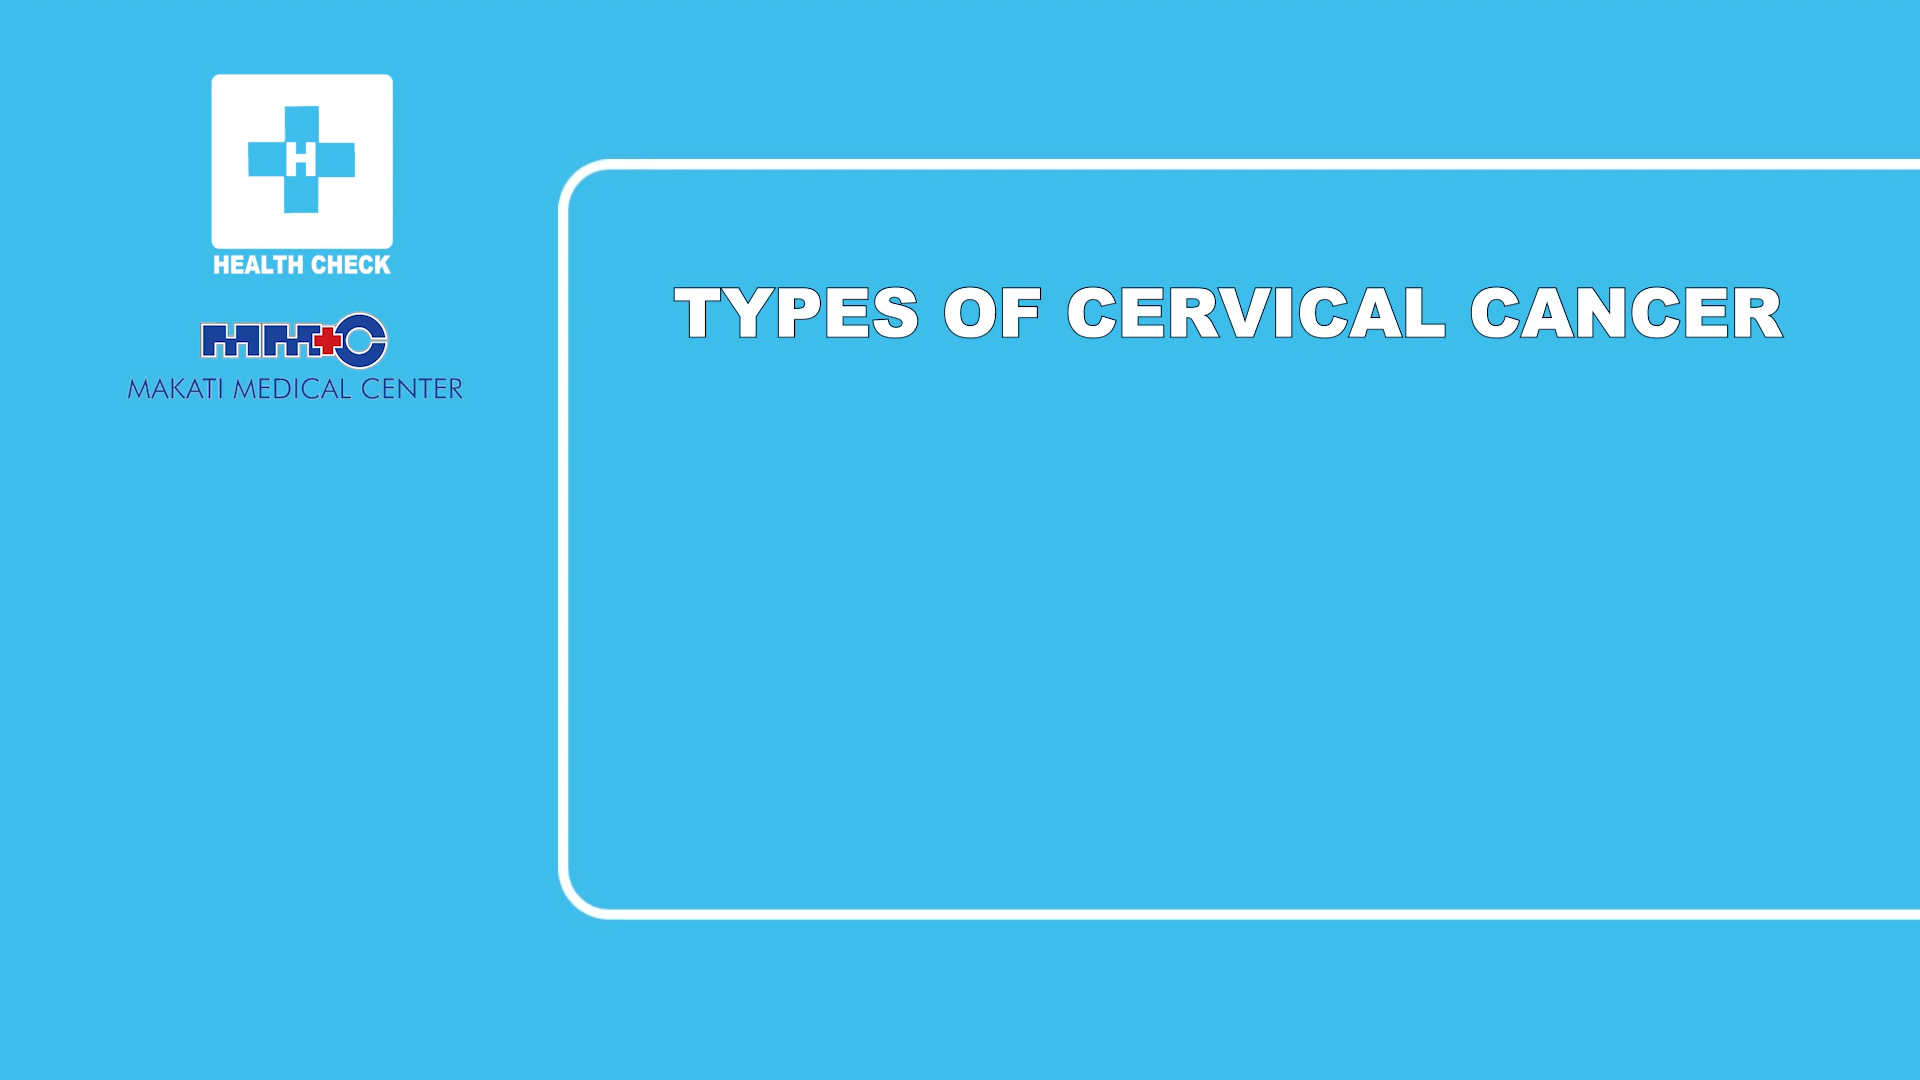 H
HEALTH CHECK
MMC
MAKATI MEDICAL CENTER
TYPES OF CERVICAL CANCER